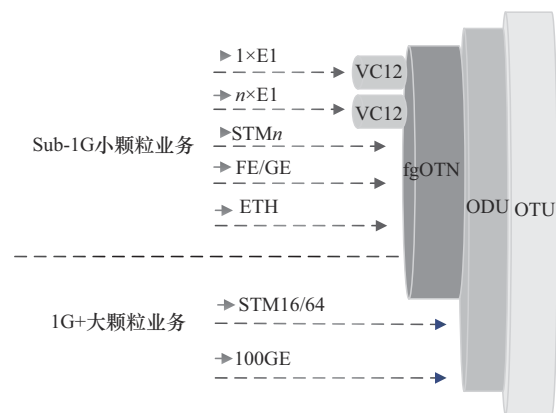 1×E1
VC12
n×E1
VC12
Sub-1G小颗粒业务
STMn
FE/GE
fgOTN
ETH
ODU
OTU
STM16/64
1G+大颗粒业务
100GE